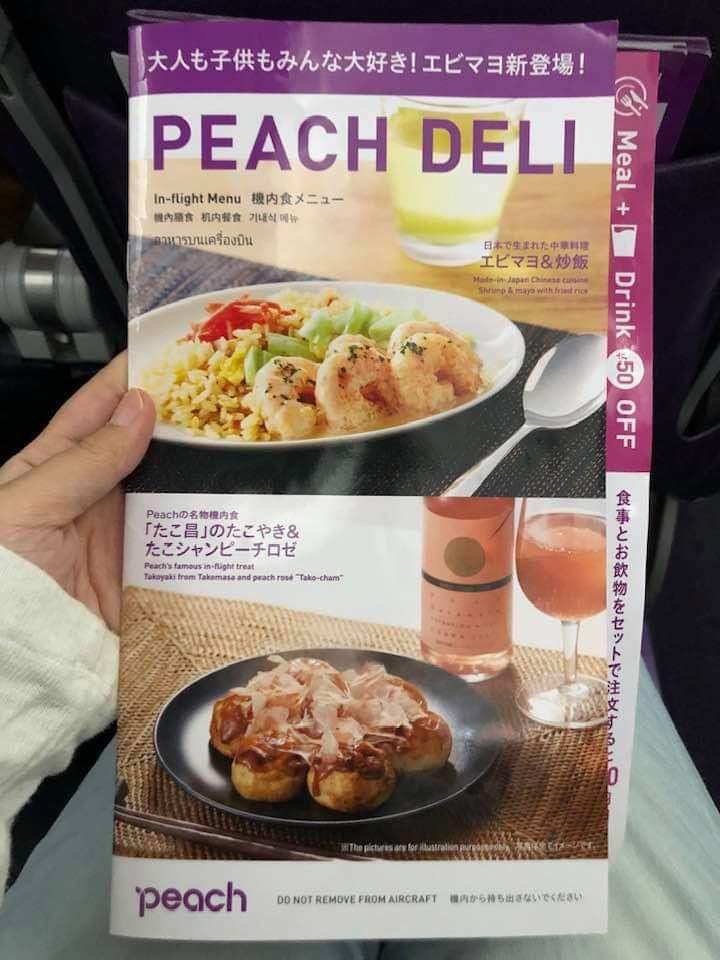 大人も子供もみんな大好き!エビマヨ新登場!
PEACH DELI
In-flight Menu 機内食メニュー
機內膳食 机内餐食 기내식 메뉴
อาหารบนเครื่องบิน
日本で生まれた中華料理
エビマヨ&炒飯
Made-in-Japan Chinese cuisine
Shrimp & mayo with fried rice
Peachの名物機内食
「たこ昌」のたこやき&
たこシャンピーチロゼ
Peach's famous in-flight treat
Takoyaki from Takomasa and peach rosé "Tako-cham"
※The pictures are for illustration purposes only.
peach
DO NOT REMOVE FROM AIRCRAFT 機内から持ち出さないでください
Meal + Drink ¥50 OFF
食事とお飲物をセットで注文すると